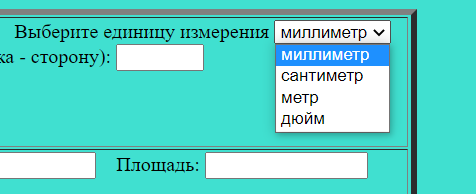 Выберите единицу измерения миллиметр
ка - сторону): миллиметр
сантиметр
метр
дюйм
Площадь: